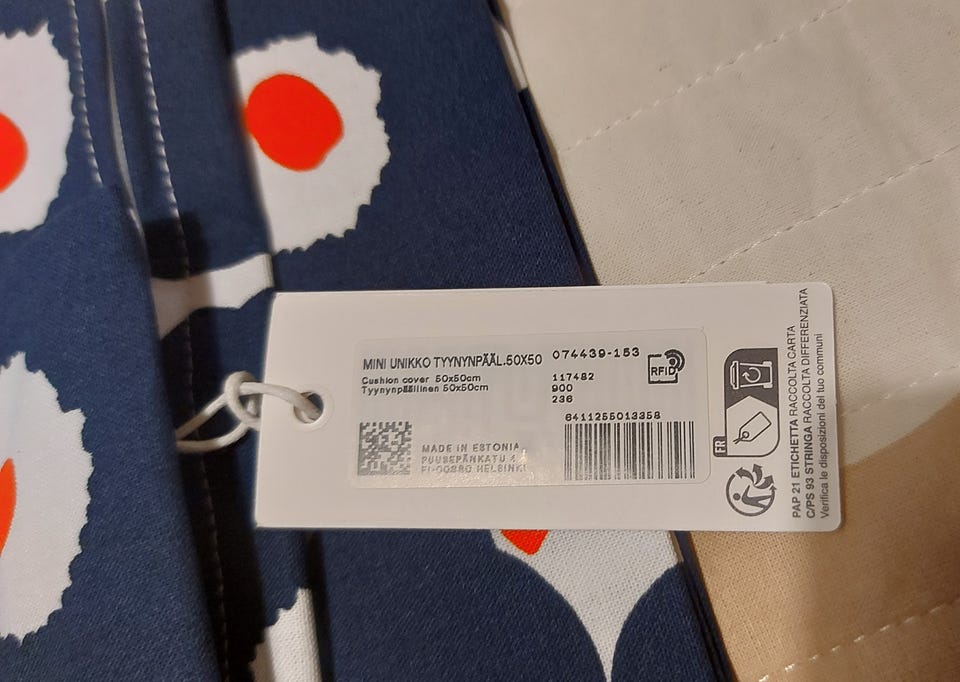 MINI UNIKKO TYYNYNPÄÄL.50X50
074439-153
Cushion cover 50x50cm
Tyynynpäällinen 50x50cm
117482
900
236
RFID
6411255013358
MADE IN ESTONIA
PUUSEPÄNKATU 4
FI-00880 HELSINKI
FR
PAP 21 ETICHETTA RACCOLTA CARTA
C/PS 93 STRINGA RACCOLTA DIFFERENZIATA
Verifica le disposizioni del tuo comune